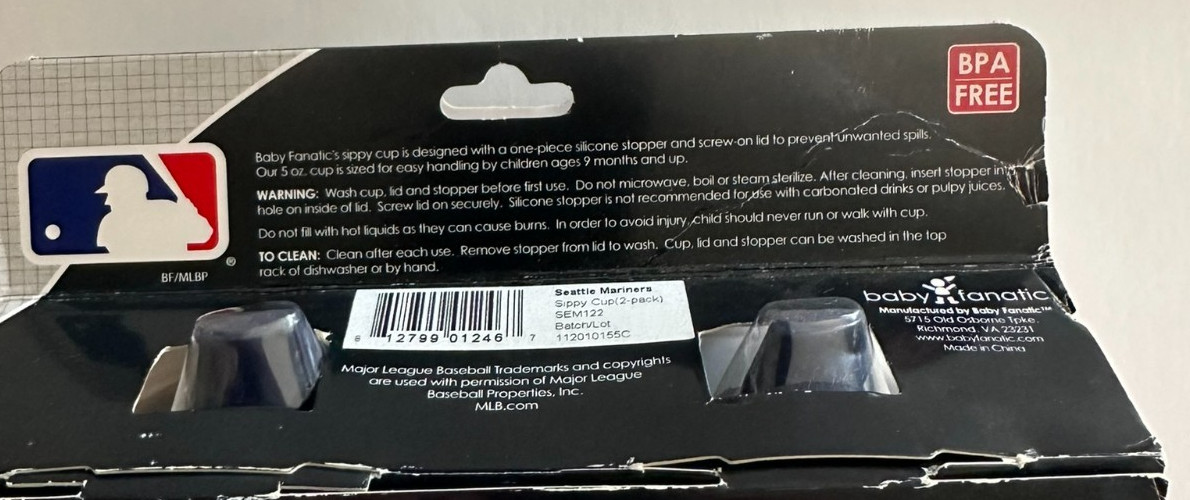 BPA
FREE
Baby Fanatic's sippy cup is designed with a one-piece silicone stopper and screw-on lid to prevent unwanted spills.
Our 5 oz. cup is sized for easy handling by children ages 9 months and up.
WARNING: Wash cup, lid and stopper before first use. Do not microwave, boil or steam sterilize. After cleaning, insert stopper into
hole on inside of lid. Screw lid on securely. Silicone stopper is not recommended for use with carbonated drinks or pulpy juices.
Do not fill with hot liquids as they can cause burns. In order to avoid injury, child should never run or walk with cup.
TO CLEAN: Clean after each use. Remove stopper from lid to wash. Cup, lid and stopper can be washed in the top
rack of dishwasher or by hand.
®
BF/MLBP
8 12799 01246 7
Seattle Mariners
Sippy Cup(2-pack)
SEM122
Batch/Lot
112010155C
Major League Baseball Trademarks and copyrights
are used with permission of Major League
Baseball Properties, Inc.
MLB.com
baby fanatic
Manufactured by Baby Fanatic™
5715 Old Osborne Tpke.
Richmond, VA 23231
www.babyfanatic.com
Made in China